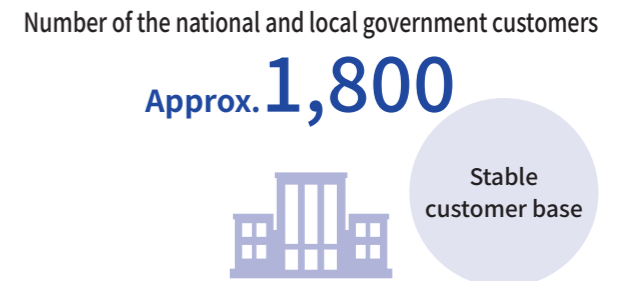 Number of the national and local government customers
Approx.1,800
Stable
customer base